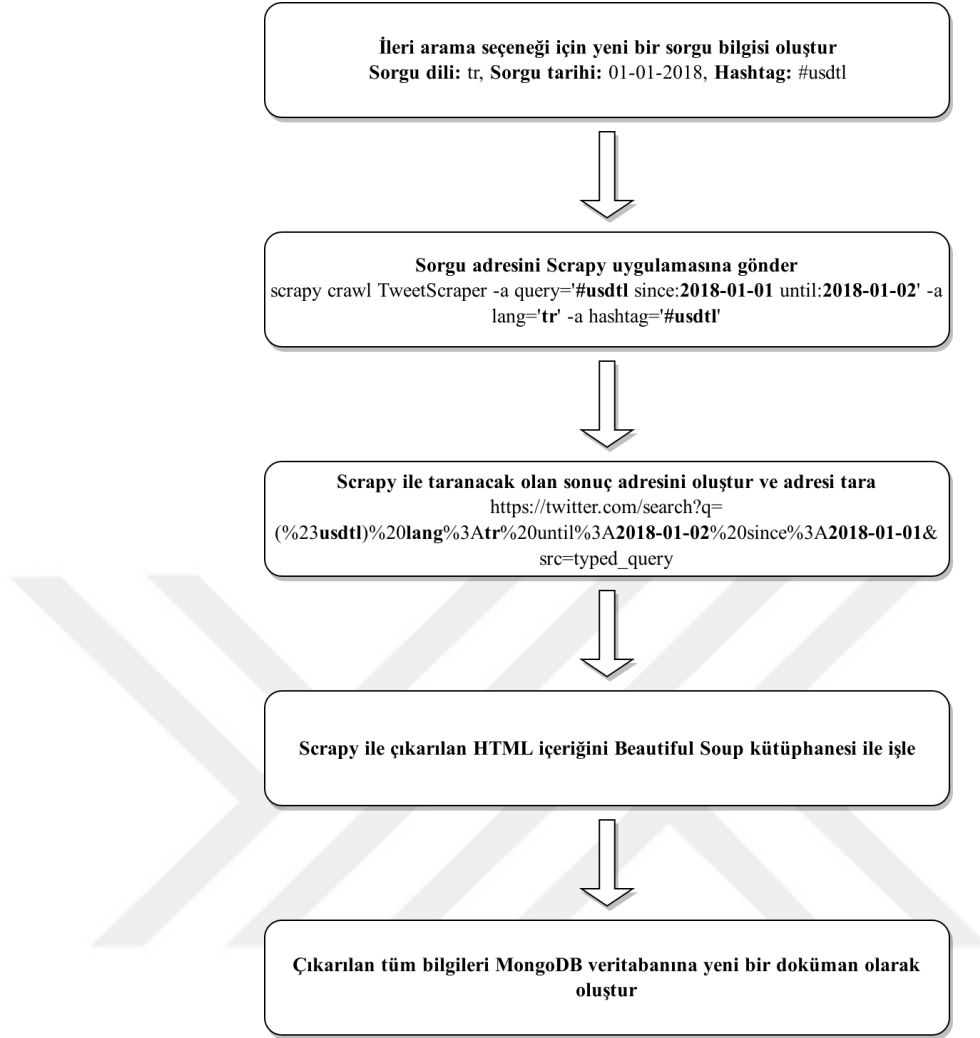 İleri arama seçeneği için yeni bir sorgu bilgisi oluştur
Sorgu dili: tr, Sorgu tarihi: 01-01-2018, Hashtag: #usdtl
Sorgu adresini Scrapy uygulamasına gönder
scrapy crawl TweetScraper -a query='#usdtl since:2018-01-01 until:2018-01-02' -a
lang='tr' -a hashtag='#usdtl'
Scrapy ile taranacak olan sonuç adresini oluştur ve adresi tara
https://twitter.com/search?q=
(%23usdtl)%20lang%3Atr%20until%3A2018-01-02%20since%3A2018-01-01&
src=typed_query
Scrapy ile çıkarılan HTML içeriğini Beautiful Soup kütüphanesi ile işle
Çıkarılan tüm bilgileri MongoDB veritabanına yeni bir doküman olarak
oluştur